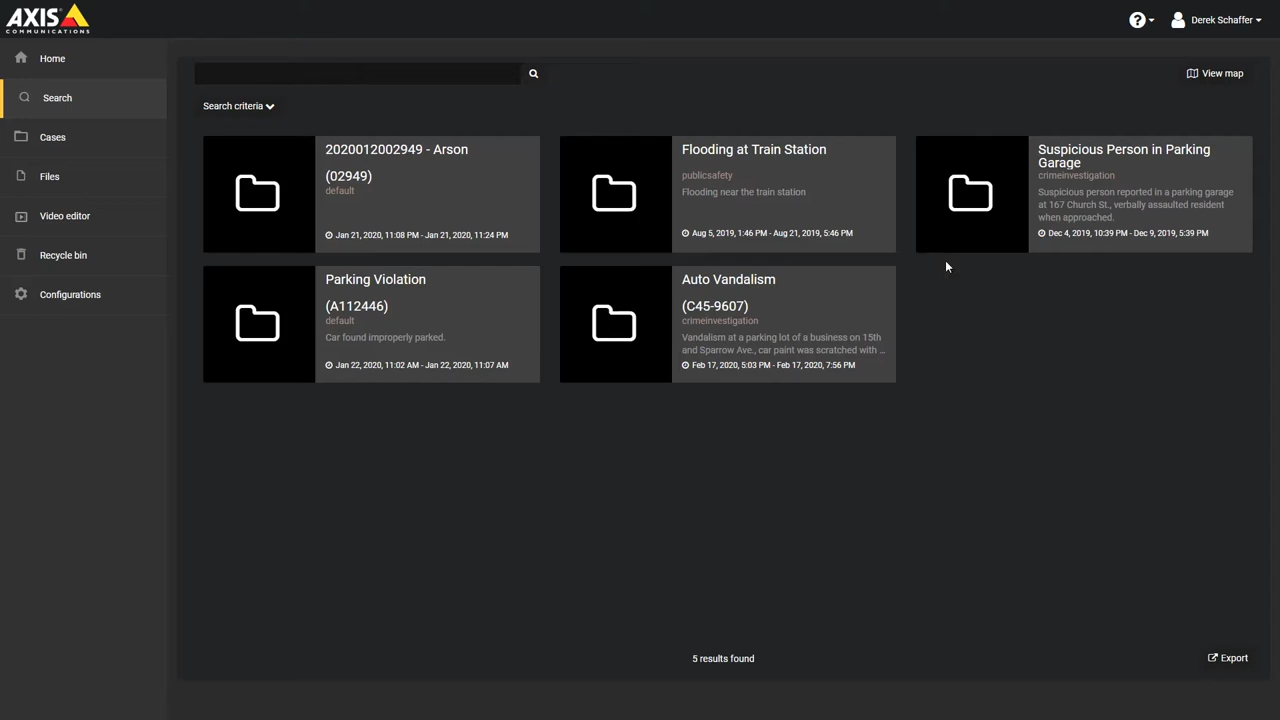 AXIS
COMMUNICATIONS
Derek Schaffer
Home
Search
Cases
Files
Video editor
Recycle bin
Configurations
View map
Search criteria
2020012002949 - Arson
(02949)
default
Jan 21, 2020, 11:08 PM - Jan 21, 2020, 11:24 PM
Flooding at Train Station
publicsafety
Flooding near the train station
Aug 5, 2019, 1:46 PM - Aug 21, 2019, 5:46 PM
Suspicious Person in Parking
Garage
crimeinvestigation
Suspicious person reported in a parking garage
at 167 Church St., verbally assaulted resident
when approached.
Dec 4, 2019, 10:39 PM - Dec 9, 2019, 5:39 PM
Parking Violation
(A112446)
default
Car found improperly parked.
Jan 22, 2020, 11:02 AM - Jan 22, 2020, 11:07 AM
Auto Vandalism
(C45-9607)
crimeinvestigation
Vandalism at a parking lot of a business on 15th
and Sparrow Ave., car paint was scratched with ...
Feb 17, 2020, 5:03 PM - Feb 17, 2020, 7:56 PM
5 results found
Export